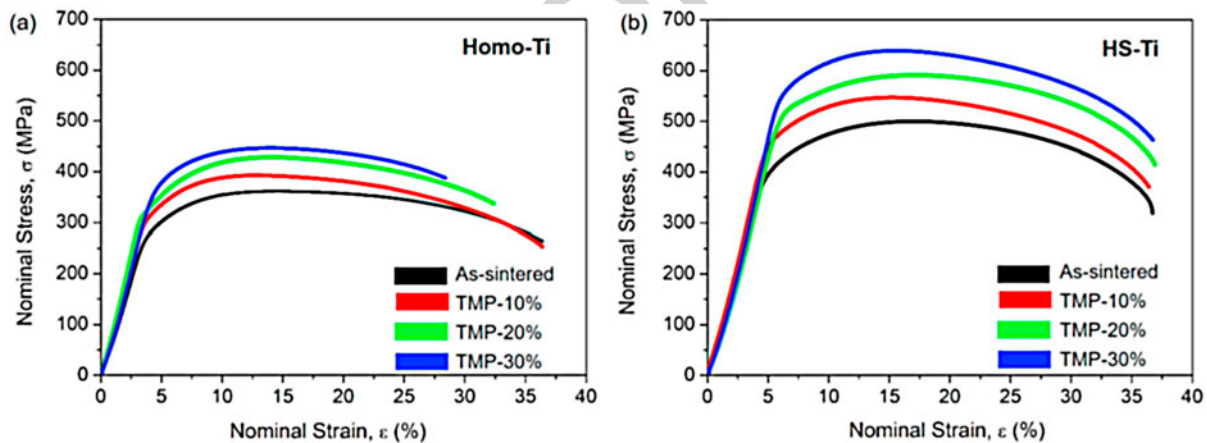 (a)
Homo-Ti
Nominal Stress, σ (MPa)
700
600
500
400
300
200
100
0
As-sintered
TMP-10%
TMP-20%
TMP-30%
0 5 10 15 20 25 30 35 40
Nominal Strain, ε (%)
(b)
HS-Ti
Nominal Stress, σ (MPa)
700
600
500
400
300
200
100
0
As-sintered
TMP-10%
TMP-20%
TMP-30%
0 5 10 15 20 25 30 35 40
Nominal Strain, ε (%)